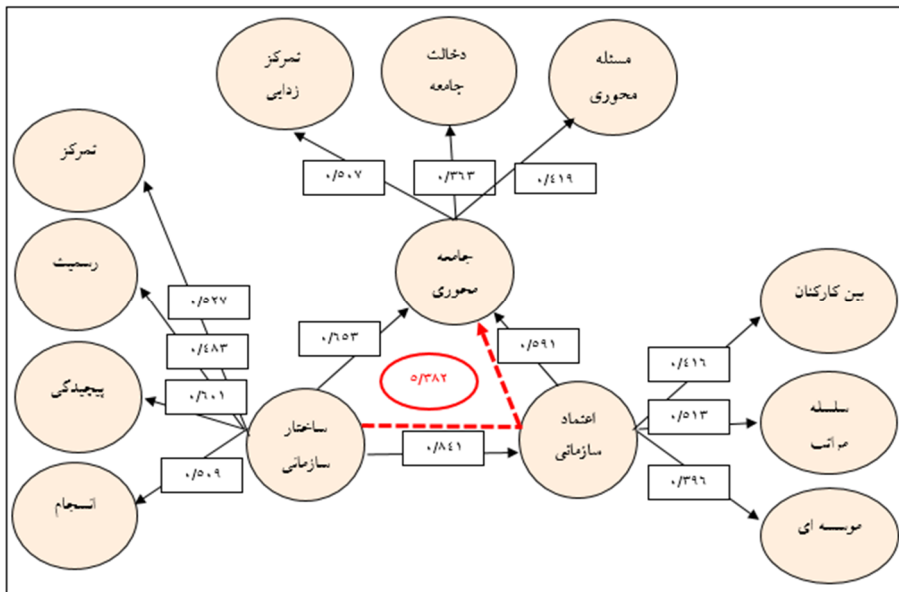 تمرکز
زدایی
دخالت
جامعه
مسئله
محوری
۰/۵۰۷
۰/۳۶۳
۰/۴۱۹
تمرکز
رسمیت
پیچیدگی
انسجام
۰/۵۲۷
۰/۴۸۳
۰/۶۰۱
۰/۵۰۹
جامعه
محوری
۰/۶۵۳
۰/۵۹۱
۵/۳۸۲
ساختار
سازمانی
۰/۸۴۱
اعتماد
سازمانی
۰/۴۱۶
۰/۵۱۳
۰/۳۹۶
بین کارکنان
سلسله
مراتب
موسسه ای